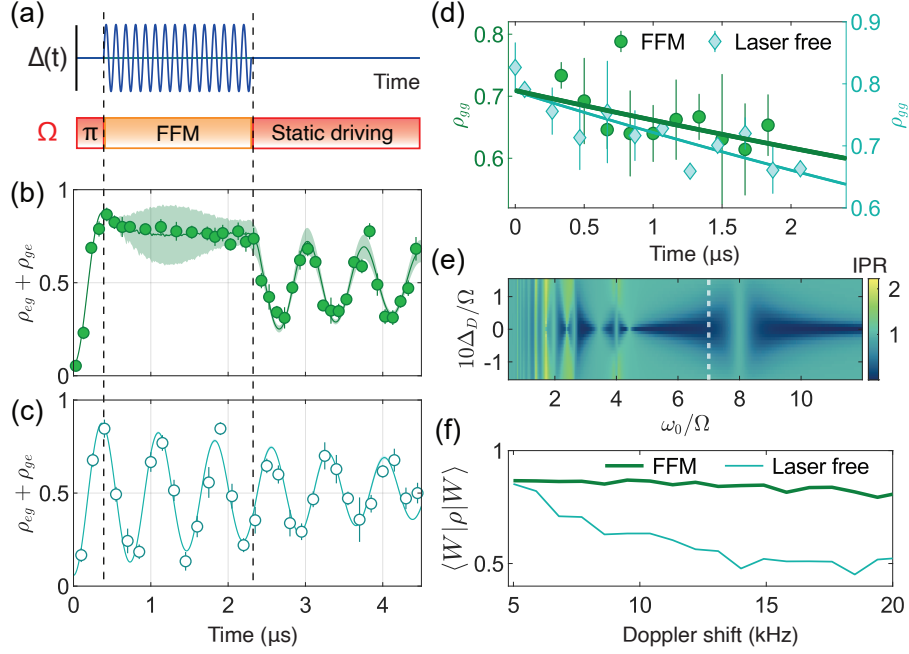 (a)
Δ(t)
Time
Ω
π
FFM
Static driving
(b)
1
0.5
0
ρeg + ρge
(c)
1
0.5
0
ρeg + ρge
0 1 2 3 4
Time (μs)
(d)
FFM
Laser free
0.8
0.7
0.6
ρgg
0.9
0.8
0.7
0.6
ρgg
0 0.5 1 1.5 2
Time (μs)
(e)
IPR
1
0
-1
10Δ_D/Ω
2 4 6 8 10
ω₀/Ω
2
1
(f)
FFM
Laser free
1
0.5
⟨W|ρ|W⟩
5 10 15 20
Doppler shift (kHz)